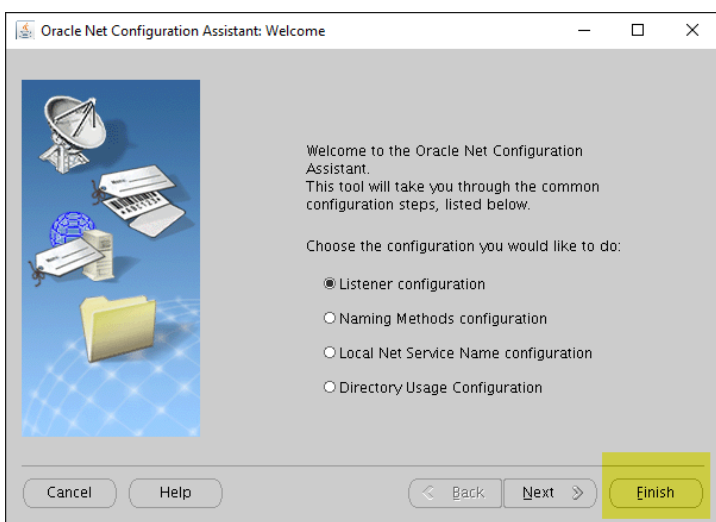 Oracle Net Configuration Assistant: Welcome
Welcome to the Oracle Net Configuration
Assistant.
This tool will take you through the common
configuration steps, listed below.
Choose the configuration you would like to do:
Listener configuration
Naming Methods configuration
Local Net Service Name configuration
Directory Usage Configuration
Cancel
Help
Back
Next
Finish